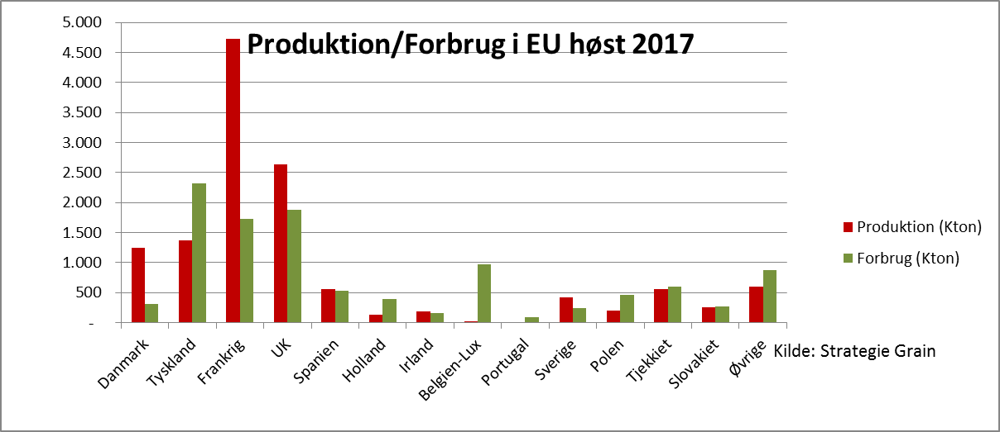 Produktion/Forbrug i EU høst 2017
5.000
4.500
4.000
3.500
3.000
2.500
2.000
1.500
1.000
500
-
Danmark
Tyskland
Frankrig
UK
Spanien
Holland
Irland
Belgien-Lux
Portugal
Sverige
Polen
Tjekkiet
Slovakiet
Øvrige
Produktion (Kton)
Forbrug (Kton)
Kilde: Strategie Grain